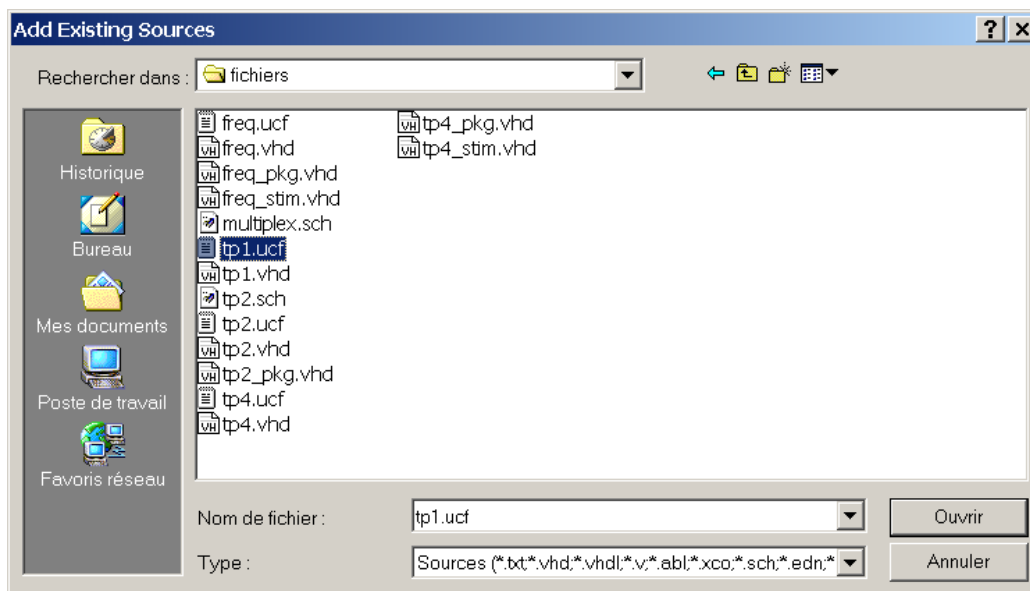 Add Existing Sources
Rechercher dans :
fichiers
Historique
Bureau
Mes documents
Poste de travail
Favoris réseau
freq.ucf
freq.vhd
freq_pkg.vhd
freq_stim.vhd
multiplex.sch
tp1.ucf
tp1.vhd
tp2.sch
tp2.ucf
tp2.vhd
tp2_pkg.vhd
tp4.ucf
tp4.vhd
tp4_pkg.vhd
tp4_stim.vhd
Nom de fichier :
tp1.ucf
Ouvrir
Type :
Sources (*.txt;*.vhd;*.vhdl;*.v;*.abl;*.xco;*.sch;*.edn;*
Annuler